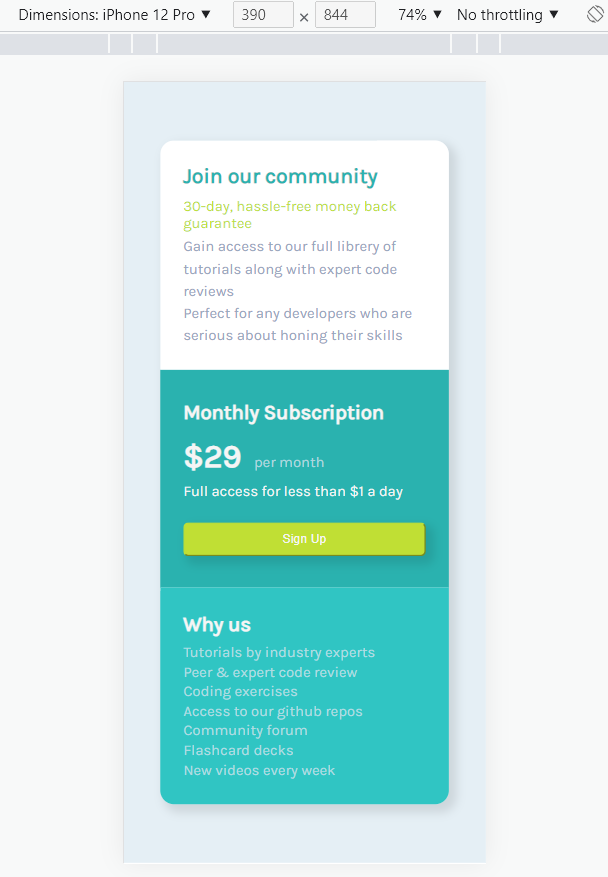 Dimensions: iPhone 12 Pro ▼ 390 × 844 74% ▼ No throttling ▼
Join our community
30-day, hassle-free money back
guarantee
Gain access to our full librery of
tutorials along with expert code
reviews
Perfect for any developers who are
serious about honing their skills
Monthly Subscription
$29 per month
Full access for less than $1 a day
Sign Up
Why us
Tutorials by industry experts
Peer & expert code review
Coding exercises
Access to our github repos
Community forum
Flashcard decks
New videos every week